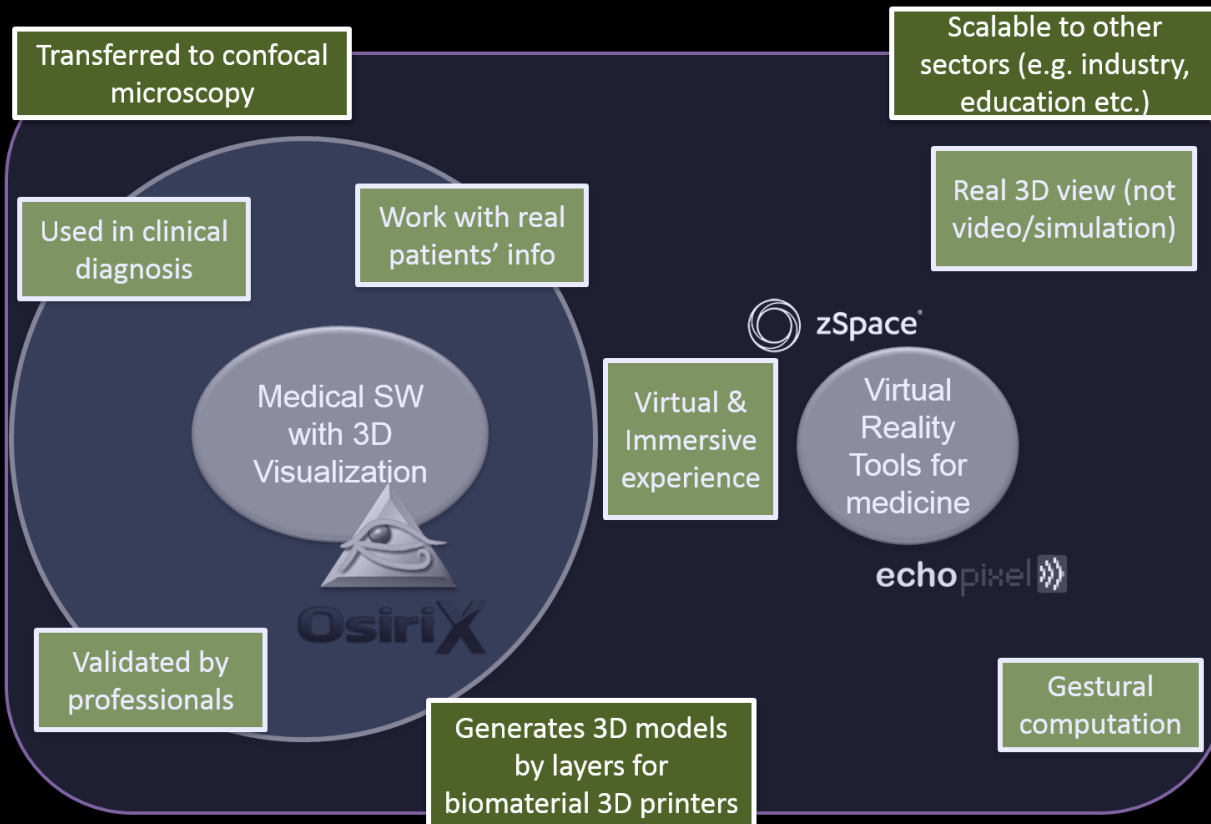 Transferred to confocal
microscopy
Scalable to other
sectors (e.g. industry,
education etc.)
Used in clinical
diagnosis
Work with real
patients’ info
Real 3D view (not
video/simulation)
zSpace
Medical SW
with 3D
Visualization
Virtual &
Immersive
experience
Virtual
Reality
Tools for
medicine
OsiriX
echopixel
Validated by
professionals
Generates 3D models
by layers for
biomaterial 3D printers
Gestural
computation